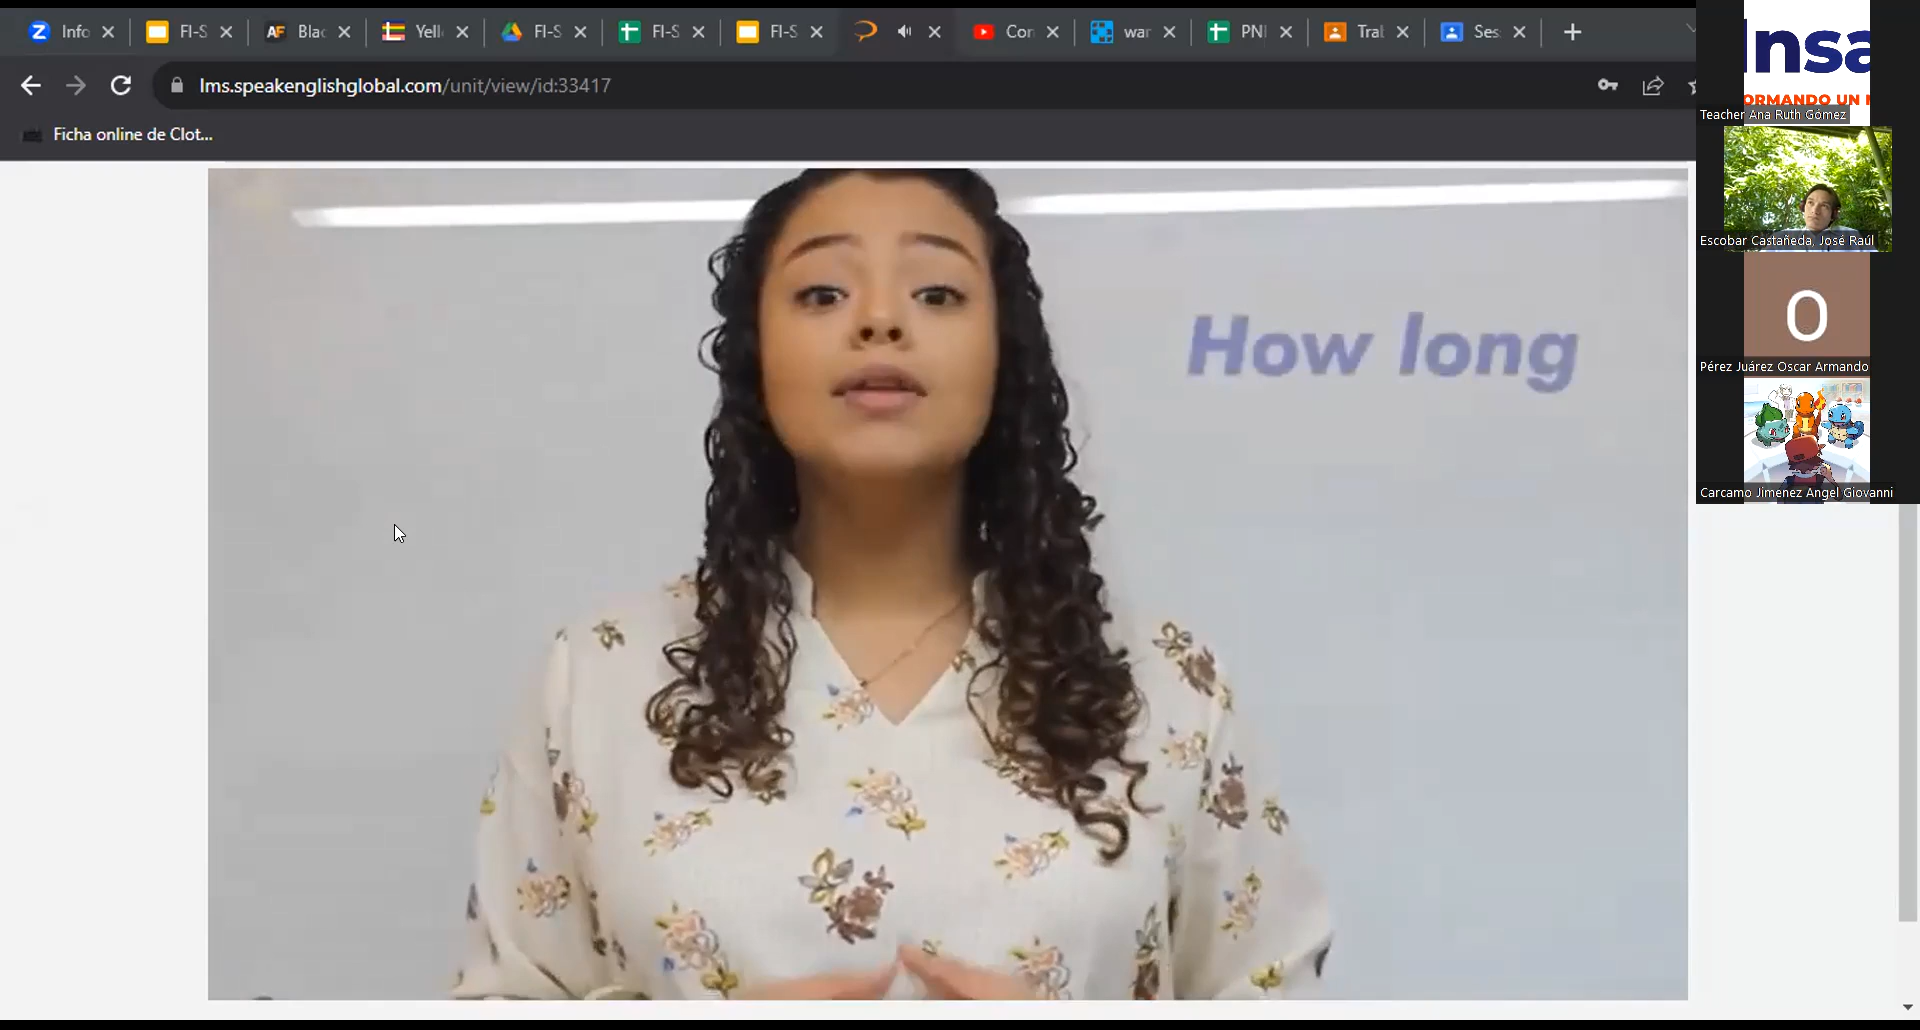 Info
FI-S
Blac
Yell
FI-S
FI-S
FI-S
Con
war
PNI
Tral
Ses
lms.speakenglishglobal.com/unit/view/id:33417
Ficha online de Clot...
How long
Insa
ORMANDO UN
Teacher Ana Ruth Gómez
Escobar Castañeda, José Raúl
O
Pérez Juárez Oscar Armando
Carcamo Jimenez Angel Giovanni